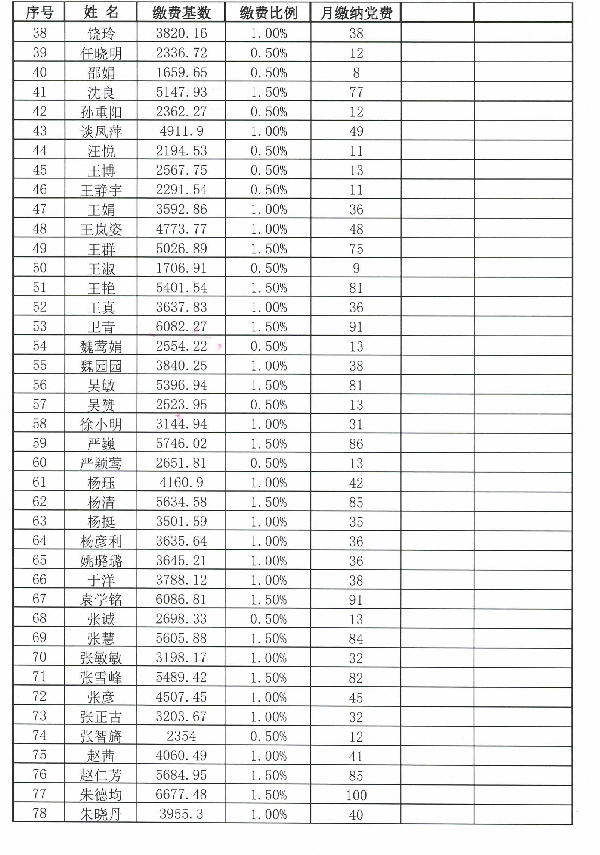 序号 姓 名 缴费基数 缴费比例 月缴纳党费
38 饶玲 3820.16 1.00% 38
39 任晓明 2336.72 0.50% 12
40 邵娟 1659.65 0.50% 8
41 沈良 5147.93 1.50% 77
42 孙重阳 2362.27 0.50% 12
43 谈凤萍 4911.9 1.00% 49
44 汪悦 2194.53 0.50% 11
45 王博 2567.75 0.50% 13
46 王静宇 2291.54 0.50% 11
47 王娟 3592.86 1.00% 36
48 王岚姿 4773.77 1.00% 48
49 王群 5026.89 1.50% 75
50 王淑 1706.91 0.50% 9
51 王艳 5401.54 1.50% 81
52 王真 3637.83 1.00% 36
53 卫青 6082.27 1.50% 91
54 魏莺娟 2554.22 0.50% 13
55 魏园园 3840.25 1.00% 38
56 吴敏 5396.94 1.50% 81
57 吴赞 2523.95 0.50% 13
58 徐小明 3144.94 1.00% 31
59 严巍 5746.02 1.50% 86
60 严颖莺 2651.81 0.50% 13
61 杨珏 4160.9 1.00% 42
62 杨清 5634.58 1.50% 85
63 杨挺 3501.59 1.00% 35
64 杨彦利 3635.64 1.00% 36
65 姚璐璐 3645.21 1.00% 36
66 于洋 3788.12 1.00% 38
67 袁学铭 6086.81 1.50% 91
68 张诚 2698.33 0.50% 13
69 张慧 5605.88 1.50% 84
70 张敏敏 3198.17 1.00% 32
71 张雪峰 5489.42 1.50% 82
72 张彦 4507.45 1.00% 45
73 张正古 3203.67 1.00% 32
74 张智旖 2354 0.50% 12
75 赵茜 4060.49 1.00% 41
76 赵仁芳 5684.95 1.50% 85
77 朱德均 6677.48 1.50% 100
78 朱晓丹 3955.3 1.00% 40